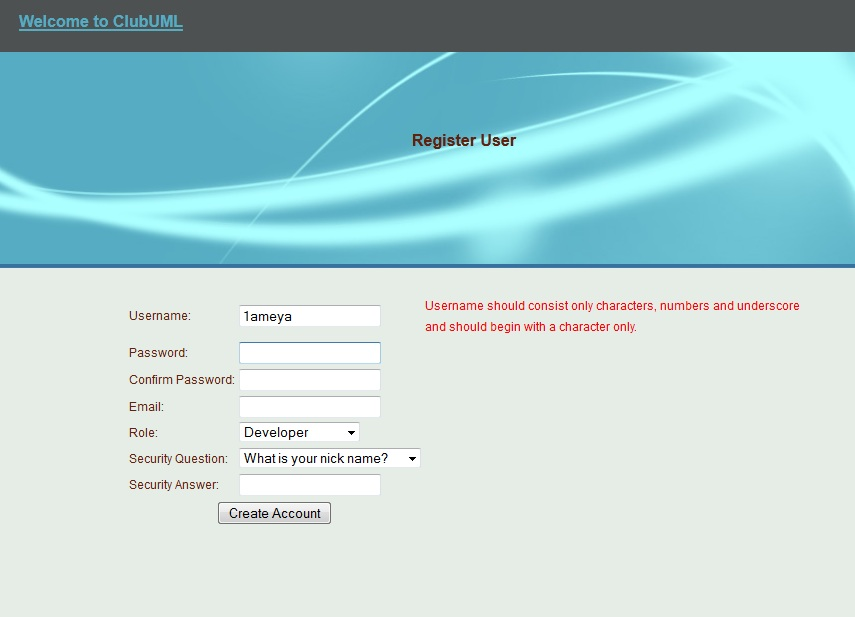 Welcome to ClubUML
Register User
Username: 1ameya
Username should consist only characters, numbers and underscore
and should begin with a character only.
Password:
Confirm Password:
Email:
Role: Developer
Security Question: What is your nick name?
Security Answer:
Create Account